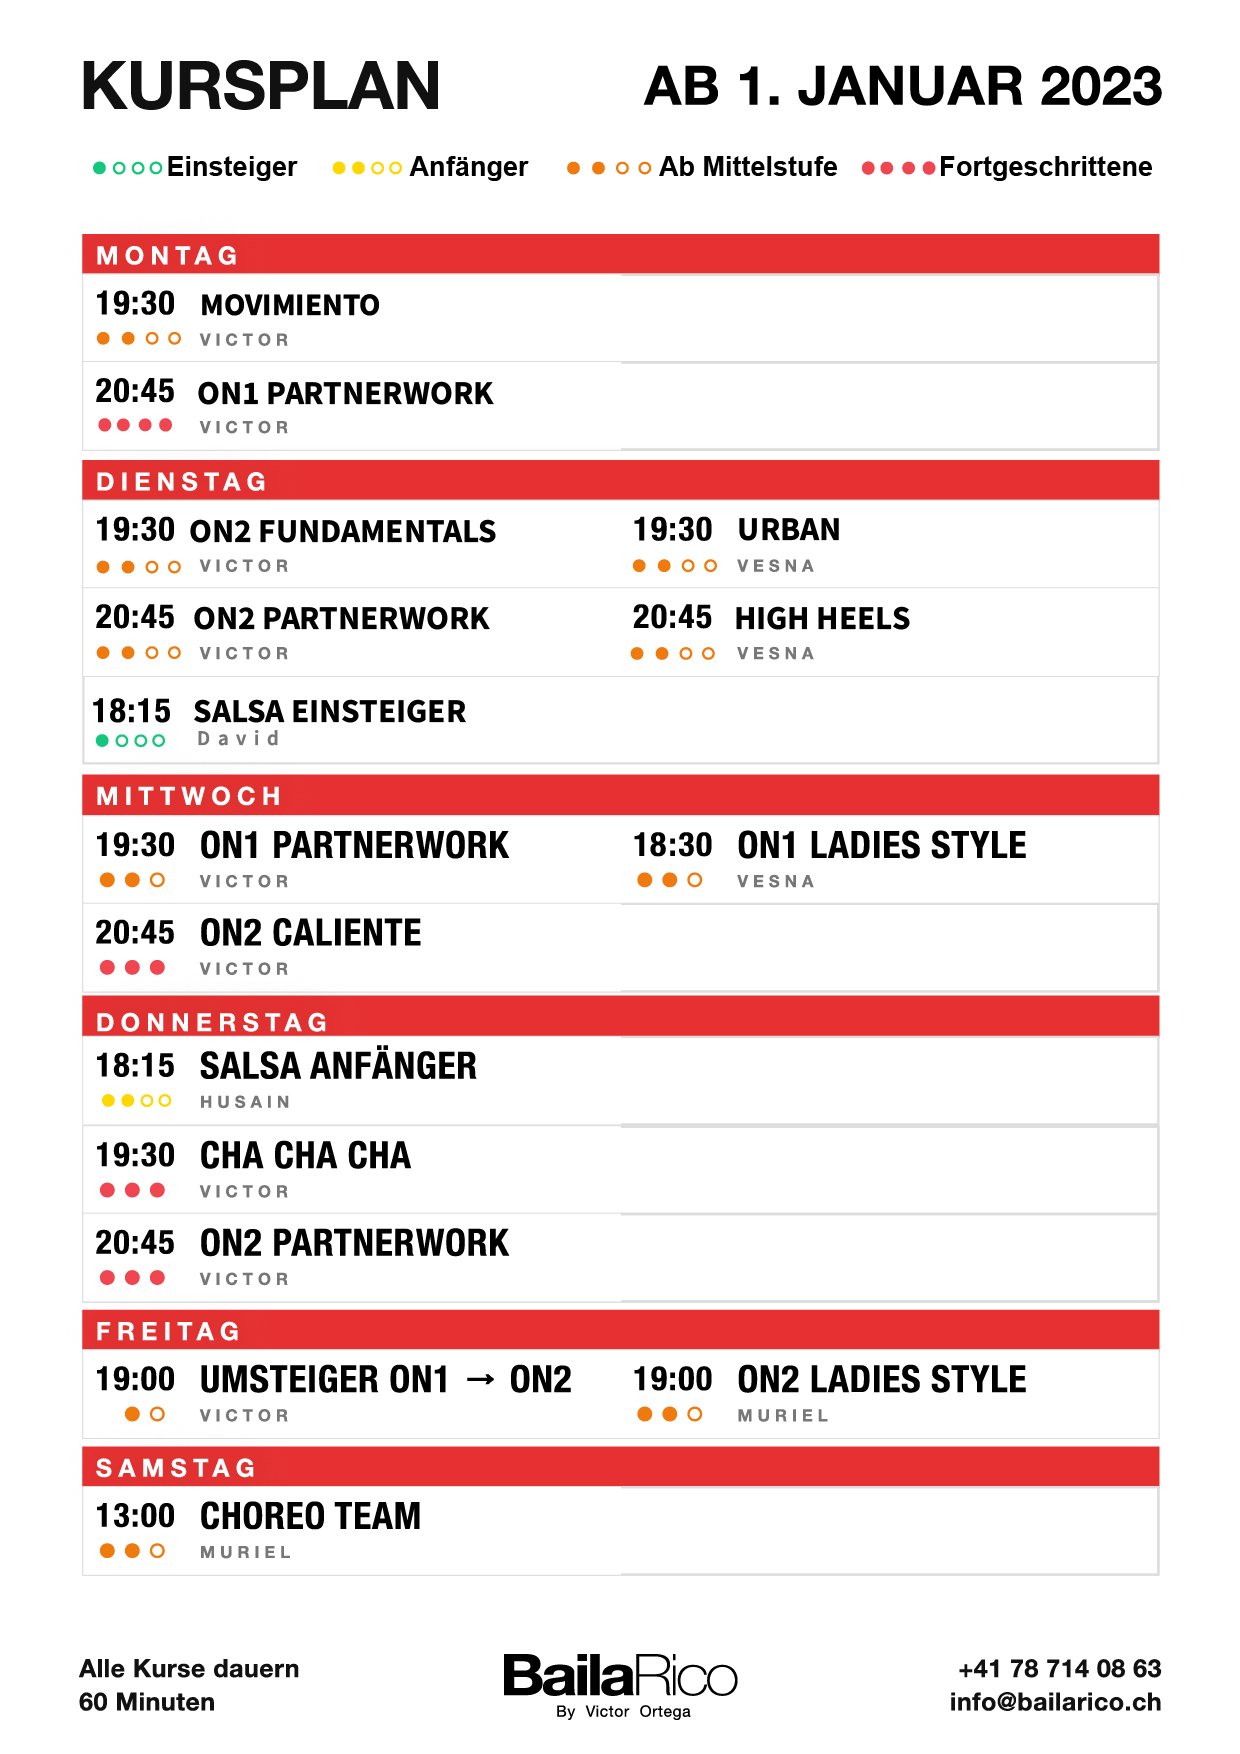 KURSPLAN
AB 1. JANUAR 2023
Einsteiger Anfänger Ab Mittelstufe Fortgeschrittene
MONTAG
19:30 MOVIMIENTO
VICTOR
20:45 ON1 PARTNERWORK
VICTOR
DIENSTAG
19:30 ON2 FUNDAMENTALS 19:30 URBAN
VICTOR VESNA
20:45 ON2 PARTNERWORK 20:45 HIGH HEELS
VICTOR VESNA
18:15 SALSA EINSTEIGER
David
MITTWOCH
19:30 ON1 PARTNERWORK 18:30 ON1 LADIES STYLE
VICTOR VESNA
20:45 ON2 CALIENTE
VICTOR
DONNERSTAG
18:15 SALSA ANFÄNGER
HUSAIN
19:30 CHA CHA CHA
VICTOR
20:45 ON2 PARTNERWORK
VICTOR
FREITAG
19:00 UMSTEIGER ON1 → ON2 19:00 ON2 LADIES STYLE
VICTOR MURIEL
SAMSTAG
13:00 CHOREO TEAM
MURIEL
Alle Kurse dauern
60 Minuten
BailaRico
By Victor Ortega
+41 78 714 08 63
info@bailarico.ch